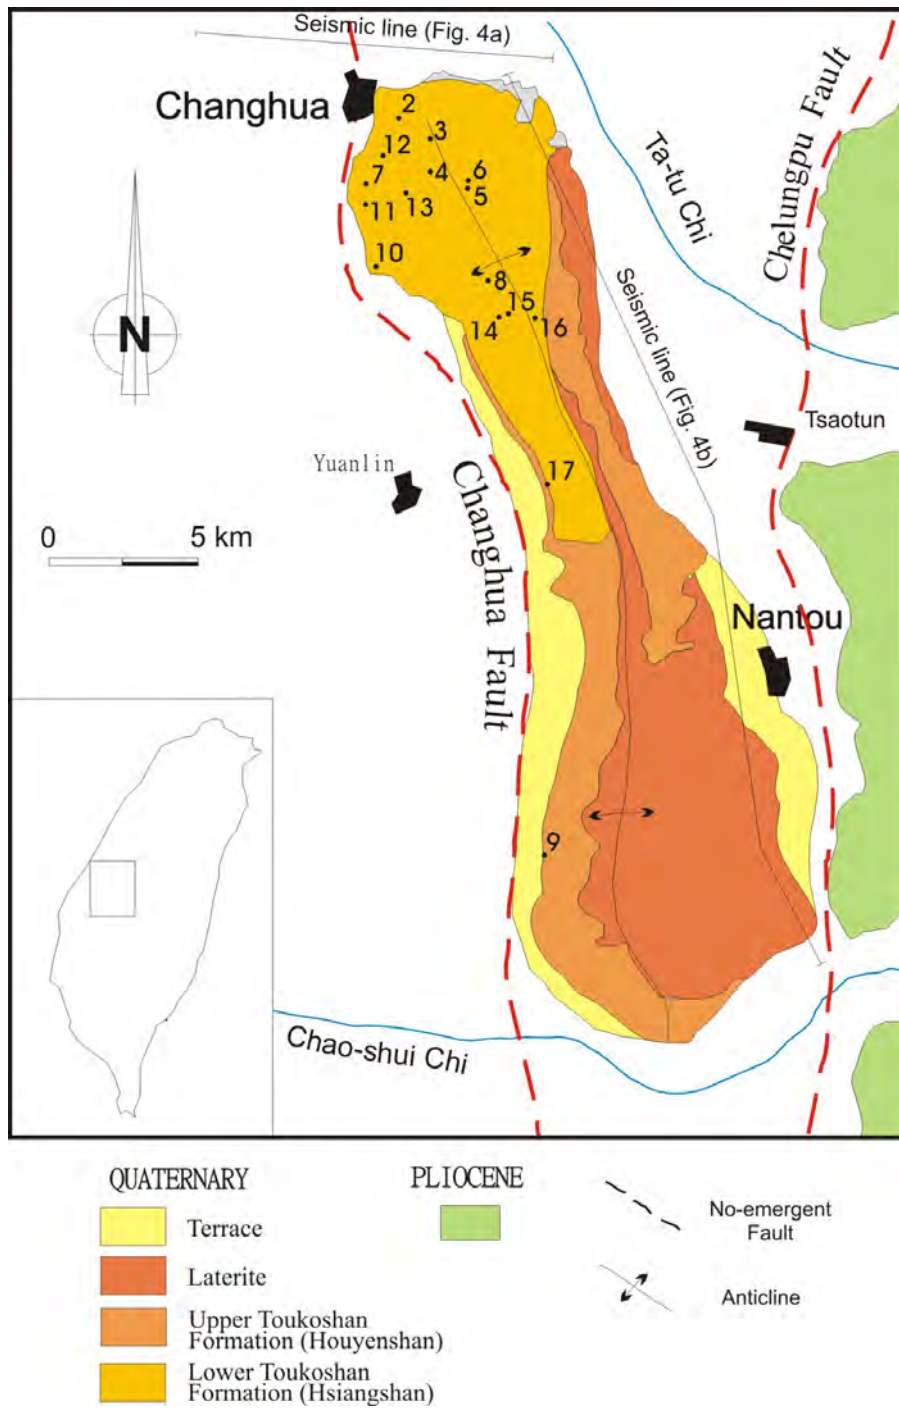 Seismic line (Fig. 4a)
Changhua
2
3
12
4
6
7
5
11
13
10
8
15
14
16
17
9
Ta-tu Chi
Chelungpu Fault
Seismic line (Fig. 4b)
N
Tsaotun
Yuanlin
Changhua Fault
0 5 km
Nantou
Chao-shui Chi
QUATERNARY
Terrace
Laterite
Upper Toukoshan
Formation (Houyenshan)
Lower Toukoshan
Formation (Hsiangshan)
PLIOCENE
No-emergent
Fault
Anticline